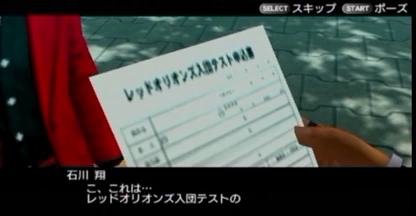 SELECT スキップ START ポーズ
レッドオリオンズ入団テスト申込書
石川 翔
こ、これは…
レッドオリオンズ入団テストの